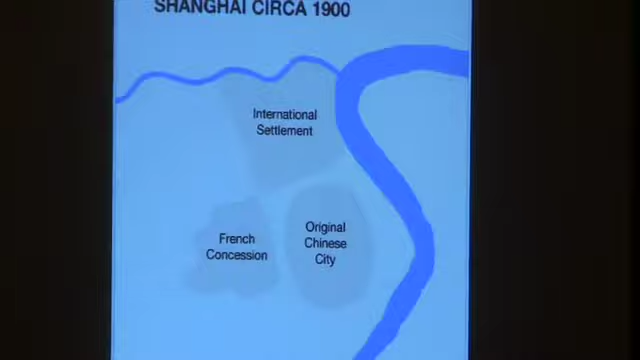 SHANGHAI CIRCA 1900
International
Settlement
French
Concession
Original
Chinese
City